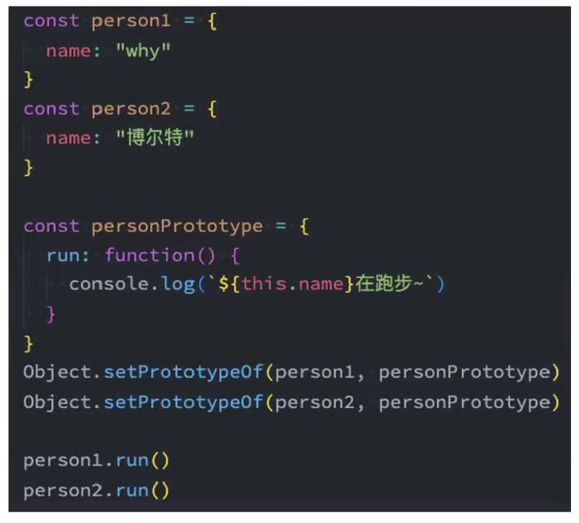 const person1 = {
  name: "why"
}
const person2 = {
  name: "博尔特"
}

const personPrototype = {
  run: function() {
    console.log(`${this.name}在跑步~`)
  }
}
Object.setPrototypeOf(person1, personPrototype)
Object.setPrototypeOf(person2, personPrototype)

person1.run()
person2.run()